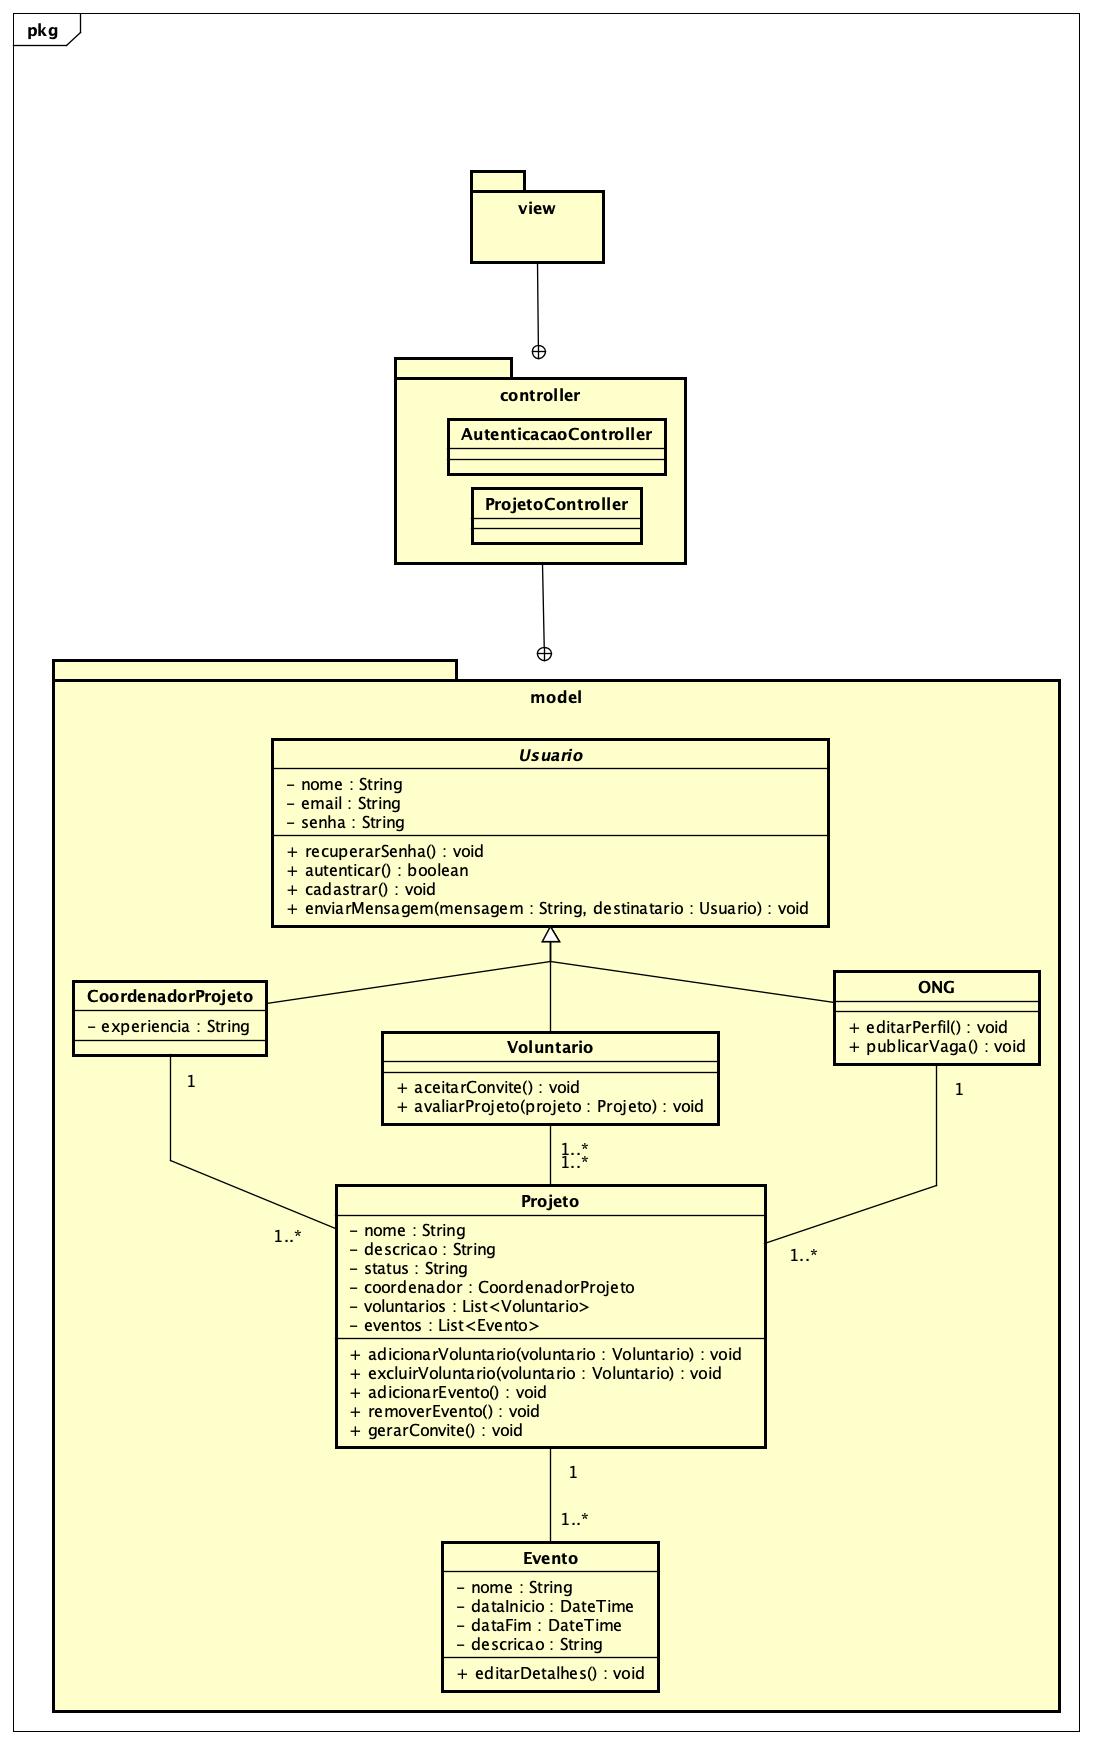 pkg
view
controller
AutenticacaoController
ProjetoController
model
Usuario
- nome : String
- email : String
- senha : String
+ recuperarSenha() : void
+ autenticar() : boolean
+ cadastrar() : void
+ enviarMensagem(mensagem : String, destinatario : Usuario) : void
CoordenadorProjeto
- experiencia : String
Voluntario
+ aceitarConvite() : void
+ avaliarProjeto(projeto : Projeto) : void
ONG
+ editarPerfil() : void
+ publicarVaga() : void
1
1
1..*
1..*
1..*
1..*
Projeto
- nome : String
- descricao : String
- status : String
- coordenador : CoordenadorProjeto
- voluntarios : List<Voluntario>
- eventos : List<Evento>
+ adicionarVoluntario(voluntario : Voluntario) : void
+ excluirVoluntario(voluntario : Voluntario) : void
+ adicionarEvento() : void
+ removerEvento() : void
+ gerarConvite() : void
1
1..*
Evento
- nome : String
- dataInicio : DateTime
- dataFim : DateTime
- descricao : String
+ editarDetalhes() : void